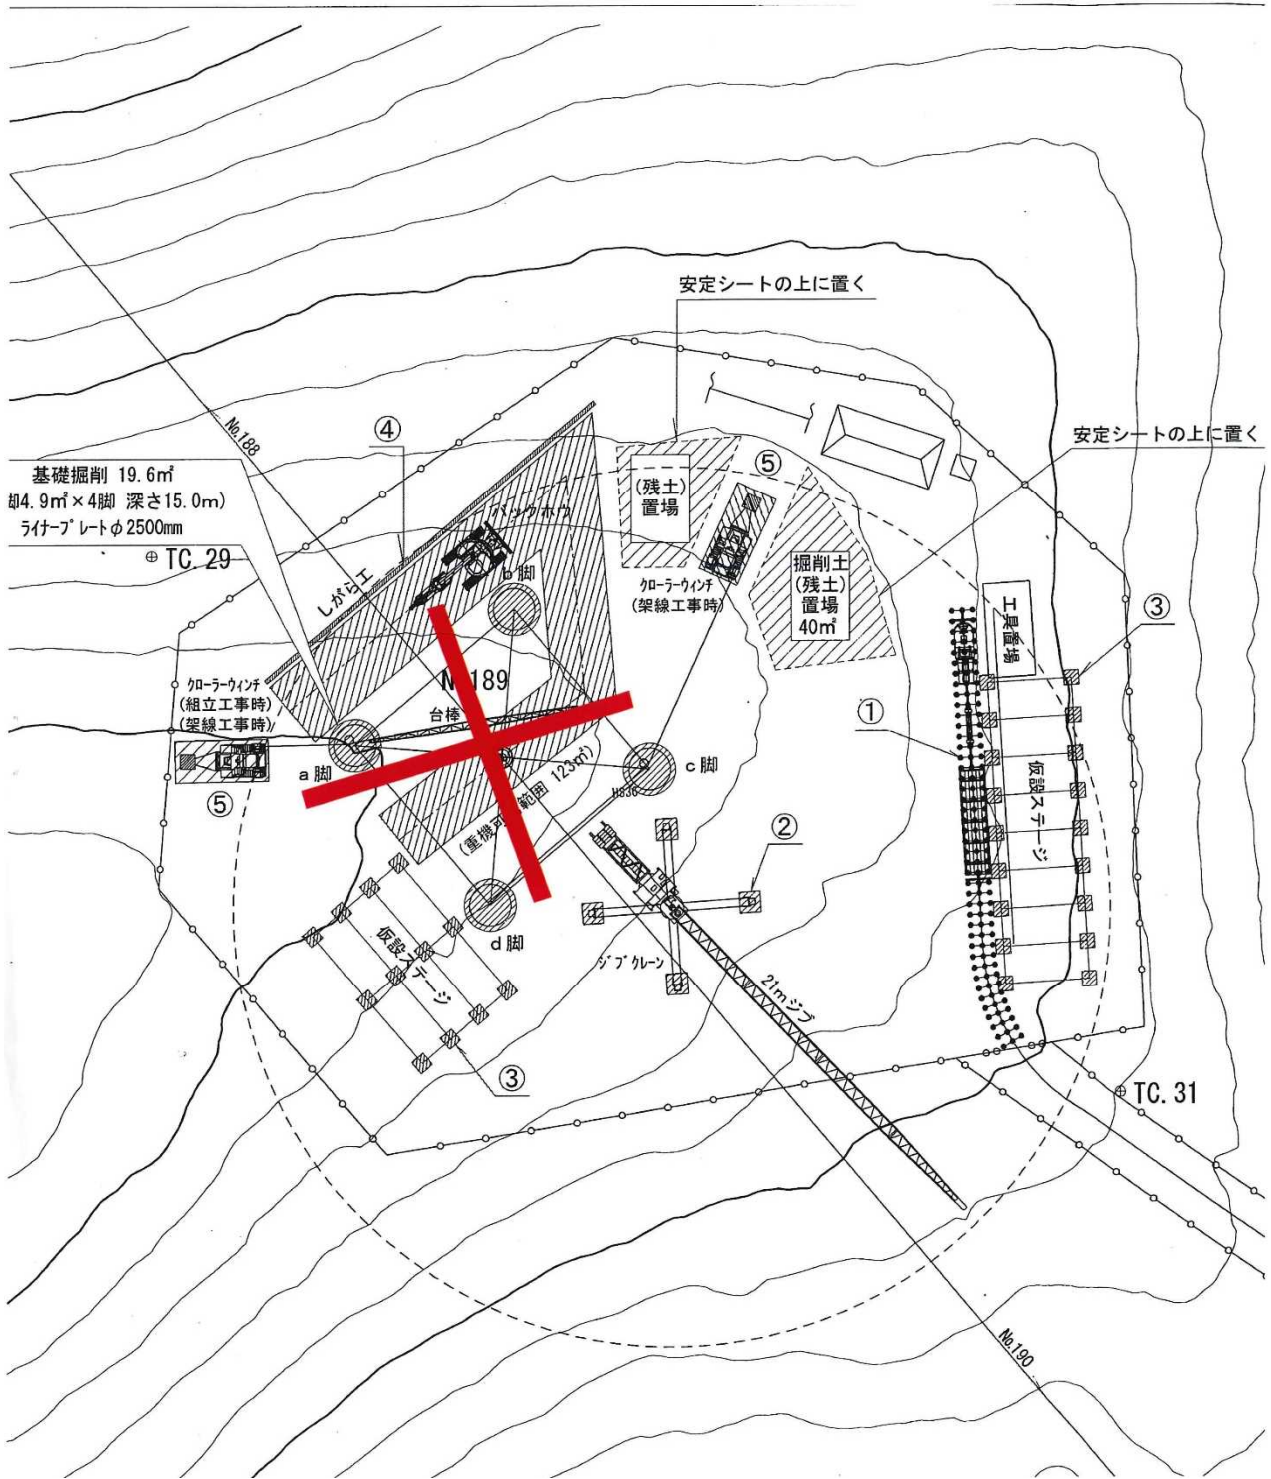 安定シートの上に置く
No.188
④
⑤
安定シートの上に置く
基礎掘削 19.6㎡
脚4.9㎡×4脚 深さ15.0m)
ライナープレートφ2500mm
TC.29
しがらエ
バックホウ
b脚
(残土)
置場
クローラーウィンチ
(架線工事時)
掘削土
(残土)
置場
40㎡
工具置場
③
クローラーウィンチ
(組立工事時)
(架線工事時)
189
台棒
①
a脚
c脚
⑤
(重機
範囲 123㎡)
仮設ステージ
②
d脚
仮設ステージ
ジブクレーン
21mジブ
③
TC.31
No.190